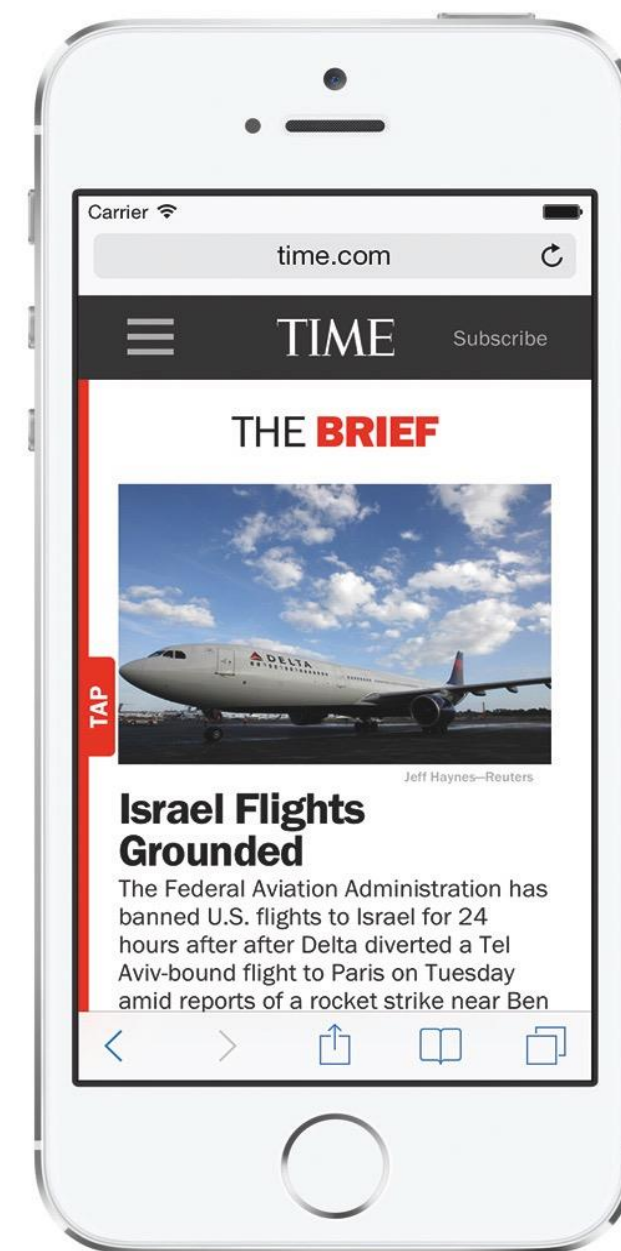 Carrier
time.com
TIME
Subscribe
THE BRIEF
DELTA
TAP
Jeff Haynes—Reuters
Israel Flights
Grounded
The Federal Aviation Administration has
banned U.S. flights to Israel for 24
hours after after Delta diverted a Tel
Aviv-bound flight to Paris on Tuesday
amid reports of a rocket strike near Ben